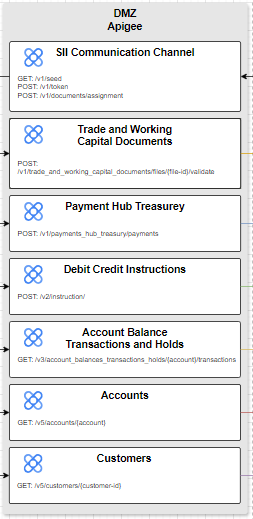 DMZ
Apigee
SII Communication Channel
GET: /v1/seed
POST: /v1/token
POST: /v1/documents/assignment
Trade and Working
Capital Documents
POST:
/v1/trade_and_working_capital_documents/files/{file-id}/validate
Payment Hub Treasurey
POST: /v1/payments_hub_treasury/payments
Debit Credit Instructions
POST: /v2/instruction/
Account Balance
Transactions and Holds
GET: /v3/account_balances_transactions_holds/{account}/transactions
Accounts
GET: /v5/accounts/{account}
Customers
GET: /v5/customers/{customer-id}